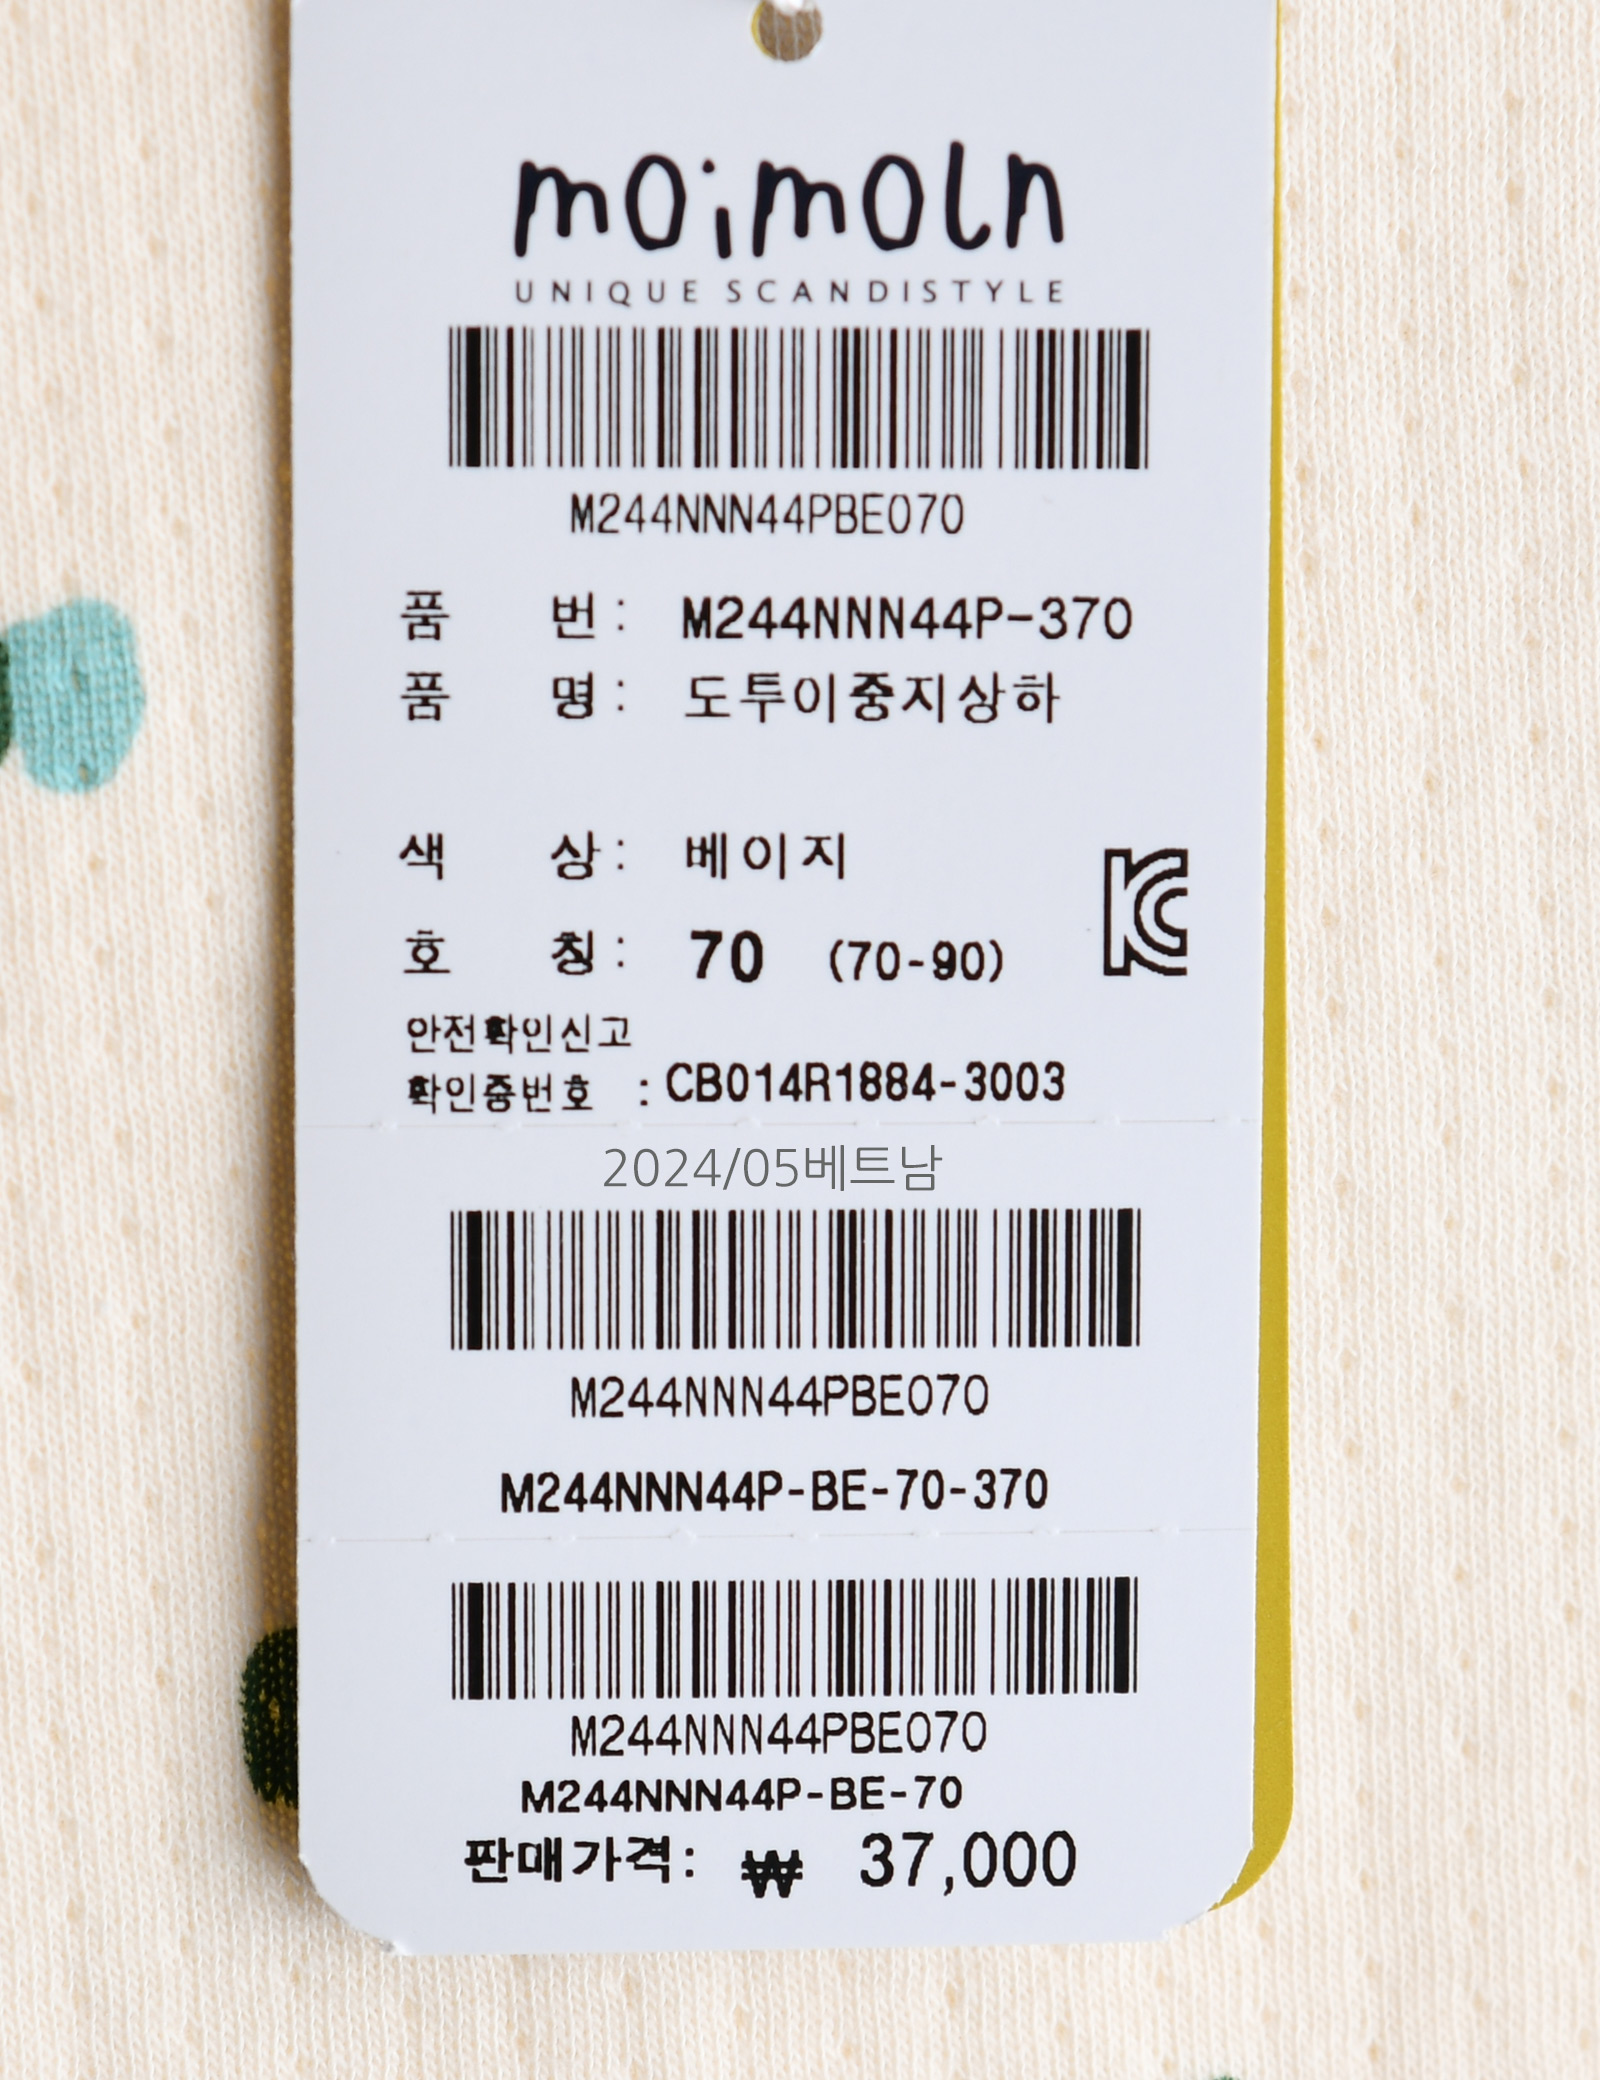 moimoln
UNIQUE SCANDISTYLE
M244NNN44PBE070
품 번: M244NNN44P-370
품 명: 도투이중지상하
색 상: 베이지
호 칭: 70 (70-90)
안전확인신고
확인증번호 : CB014R1884-3003
2024/05베트남
M244NNN44PBE070
M244NNN44P-BE-70-370
M244NNN44PBE070
M244NNN44P-BE-70
판매가격: ₩ 37,000